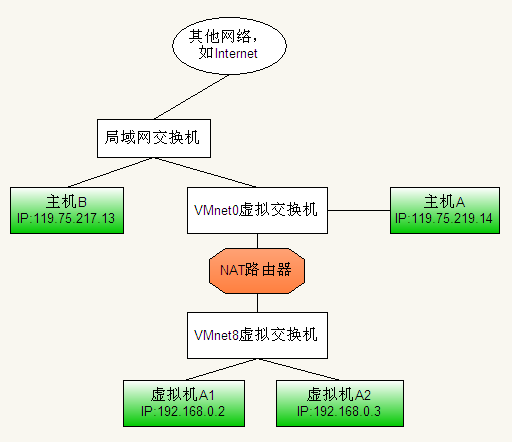 其他网络，
如Internet
局域网交换机
主机B
IP:119.75.217.13
VMnet0虚拟交换机
主机A
IP:119.75.219.14
NAT路由器
VMnet8虚拟交换机
虚拟机A1
IP:192.168.0.2
虚拟机A2
IP:192.168.0.3